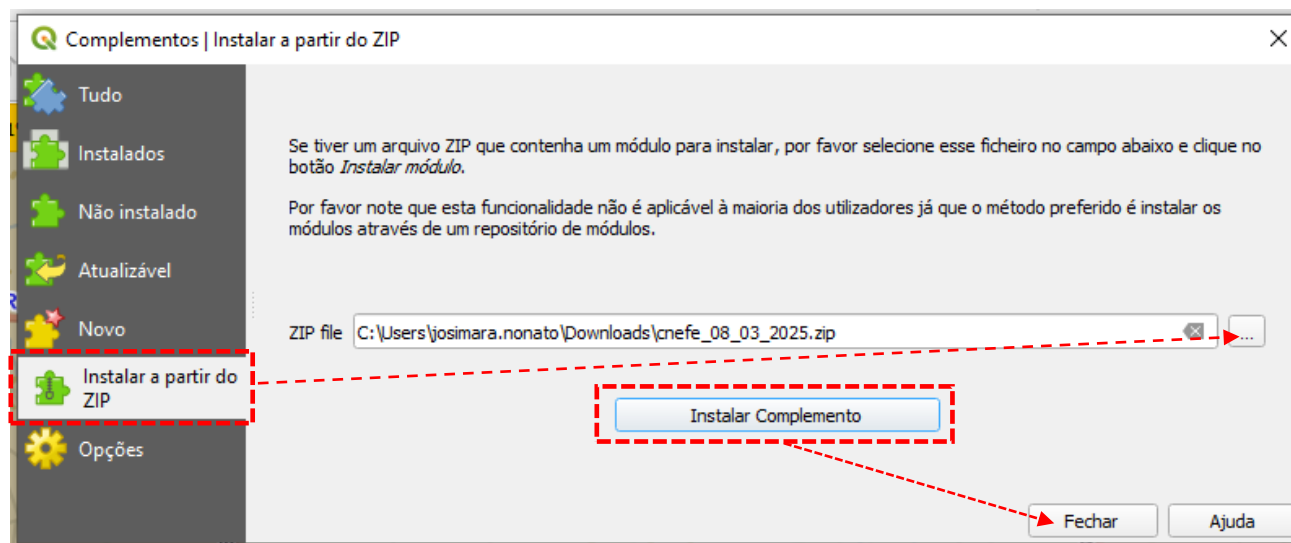 Complementos | Instalar a partir do ZIP
Tudo
Instalados
Não instalado
Atualizável
Novo
Instalar a partir do
ZIP
Opções
Se tiver um arquivo ZIP que contenha um módulo para instalar, por favor selecione esse ficheiro no campo abaixo e clique no
botão Instalar módulo.
Por favor note que esta funcionalidade não é aplicável à maioria dos utilizadores já que o método preferido é instalar os
módulos através de um repositório de módulos.
ZIP file C:\Users\josimara.nonato\Downloads\cnefe_08_03_2025.zip ...
Instalar Complemento
Fechar Ajuda